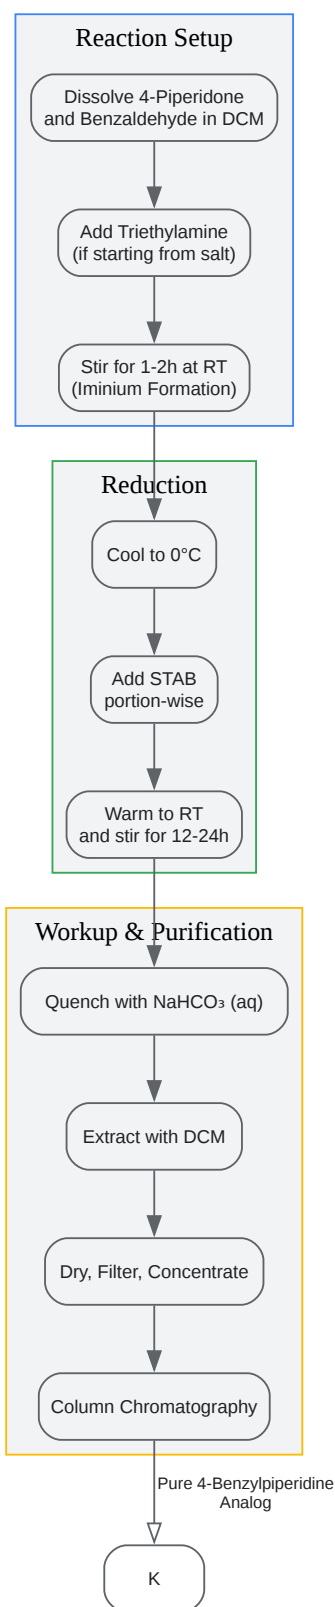 Reaction Setup
Dissolve 4-Piperidone
and Benzaldehyde in DCM
Add Triethylamine
(if starting from salt)
Stir for 1-2h at RT
(Iminium Formation)
Reduction
Cool to 0°C
Add STAB
portion-wise
Warm to RT
and stir for 12-24h
Workup & Purification
Quench with NaHCO₃ (aq)
Extract with DCM
Dry, Filter, Concentrate
Column Chromatography
Pure 4-Benzylpiperidine
Analog
K